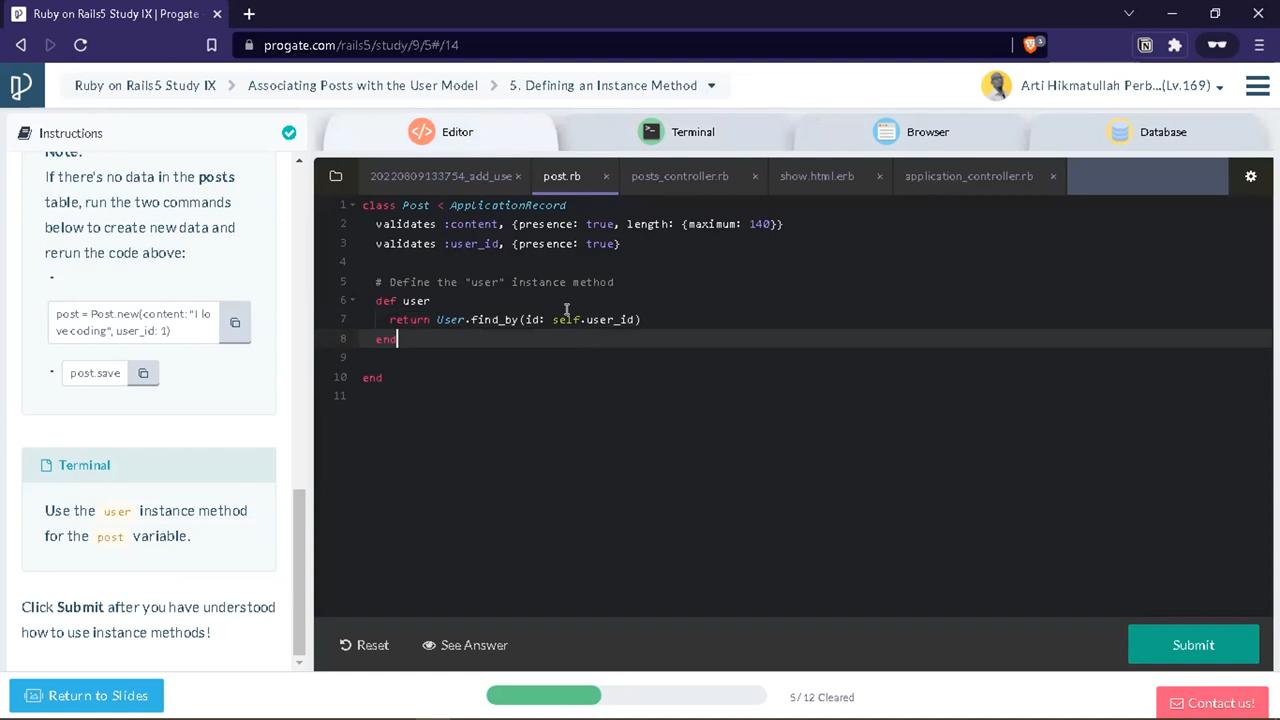 Ruby on Rails5 Study IX | Progate
progate.com/rails5/study/9/5#/14
3
Ruby on Rails5 Study IX
Associating Posts with the User Model
5. Defining an Instance Method
Arti Hikmatullah Perb...(Lv.169)
Instructions
Editor
Terminal
Browser
Database
Note:
If there's no data in the posts
table, run the two commands
below to create new data and
rerun the code above:
post = Post.new(content: "I lo
ve coding", user_id: 1)
post.save
Terminal
Use the user instance method
for the post variable.
Click Submit after you have understood
how to use instance methods!
20220809133754_add_use
post.rb
posts_controller.rb
show.html.erb
application_controller.rb
1 class Post < ApplicationRecord
2 validates :content, {presence: true, length: {maximum: 140}}
3 validates :user_id, {presence: true}
4
5 # Define the "user" instance method
6 def user
7 return User.find_by(id: self.user_id)
8 end
9
10 end
11
Reset
See Answer
Submit
Return to Slides
5/12 Cleared
Contact us!